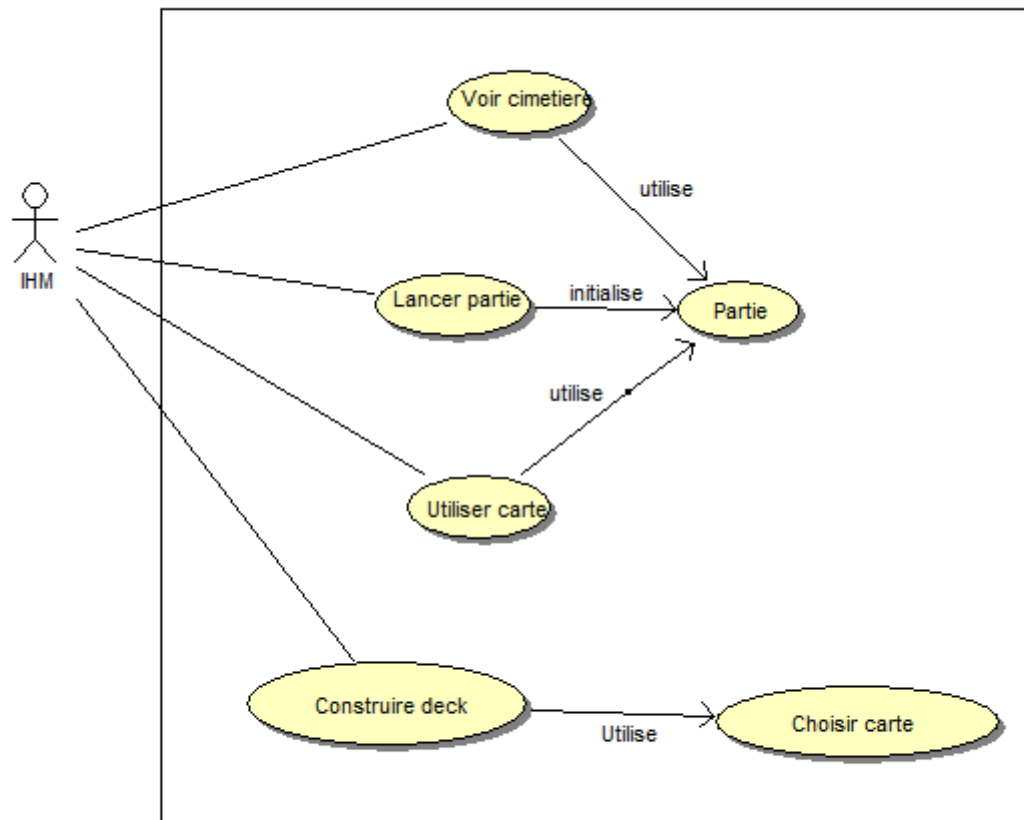 Voir cimetiere
utilise
IHM
Lancer partie
initialise
Partie
utilise
Utiliser carte
Construire deck
Utilise
Choisir carte